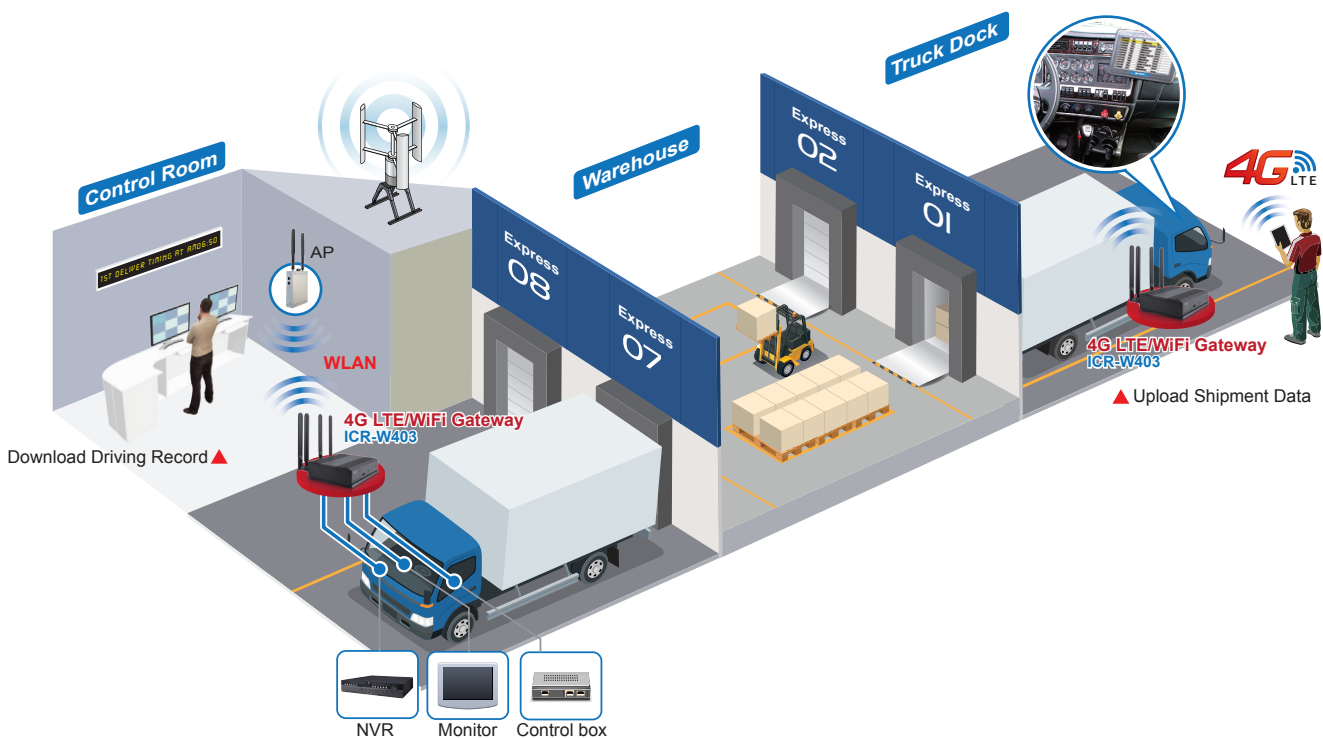 Truck Dock
Control Room
Warehouse
Express
02
Express
01
4G
LTE
1ST DELIVER TIMING AT AM06:50
AP
Express
08
Express
07
WLAN
4G LTE/WiFi Gateway
ICR-W403
Upload Shipment Data
4G LTE/WiFi Gateway
ICR-W403
Download Driving Record
NVR
Monitor
Control box